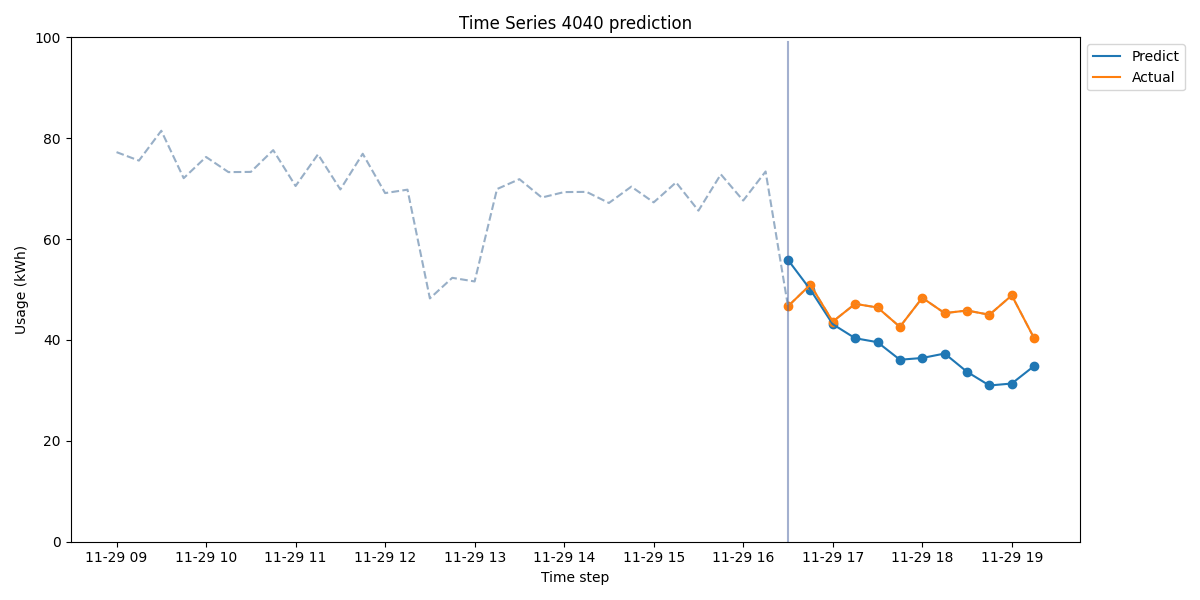 Time Series 4040 prediction
Predict
Actual
Usage (kWh)
100
80
60
40
20
0
11-29 09 11-29 10 11-29 11 11-29 12 11-29 13 11-29 14 11-29 15 11-29 16 11-29 17 11-29 18 11-29 19
Time step